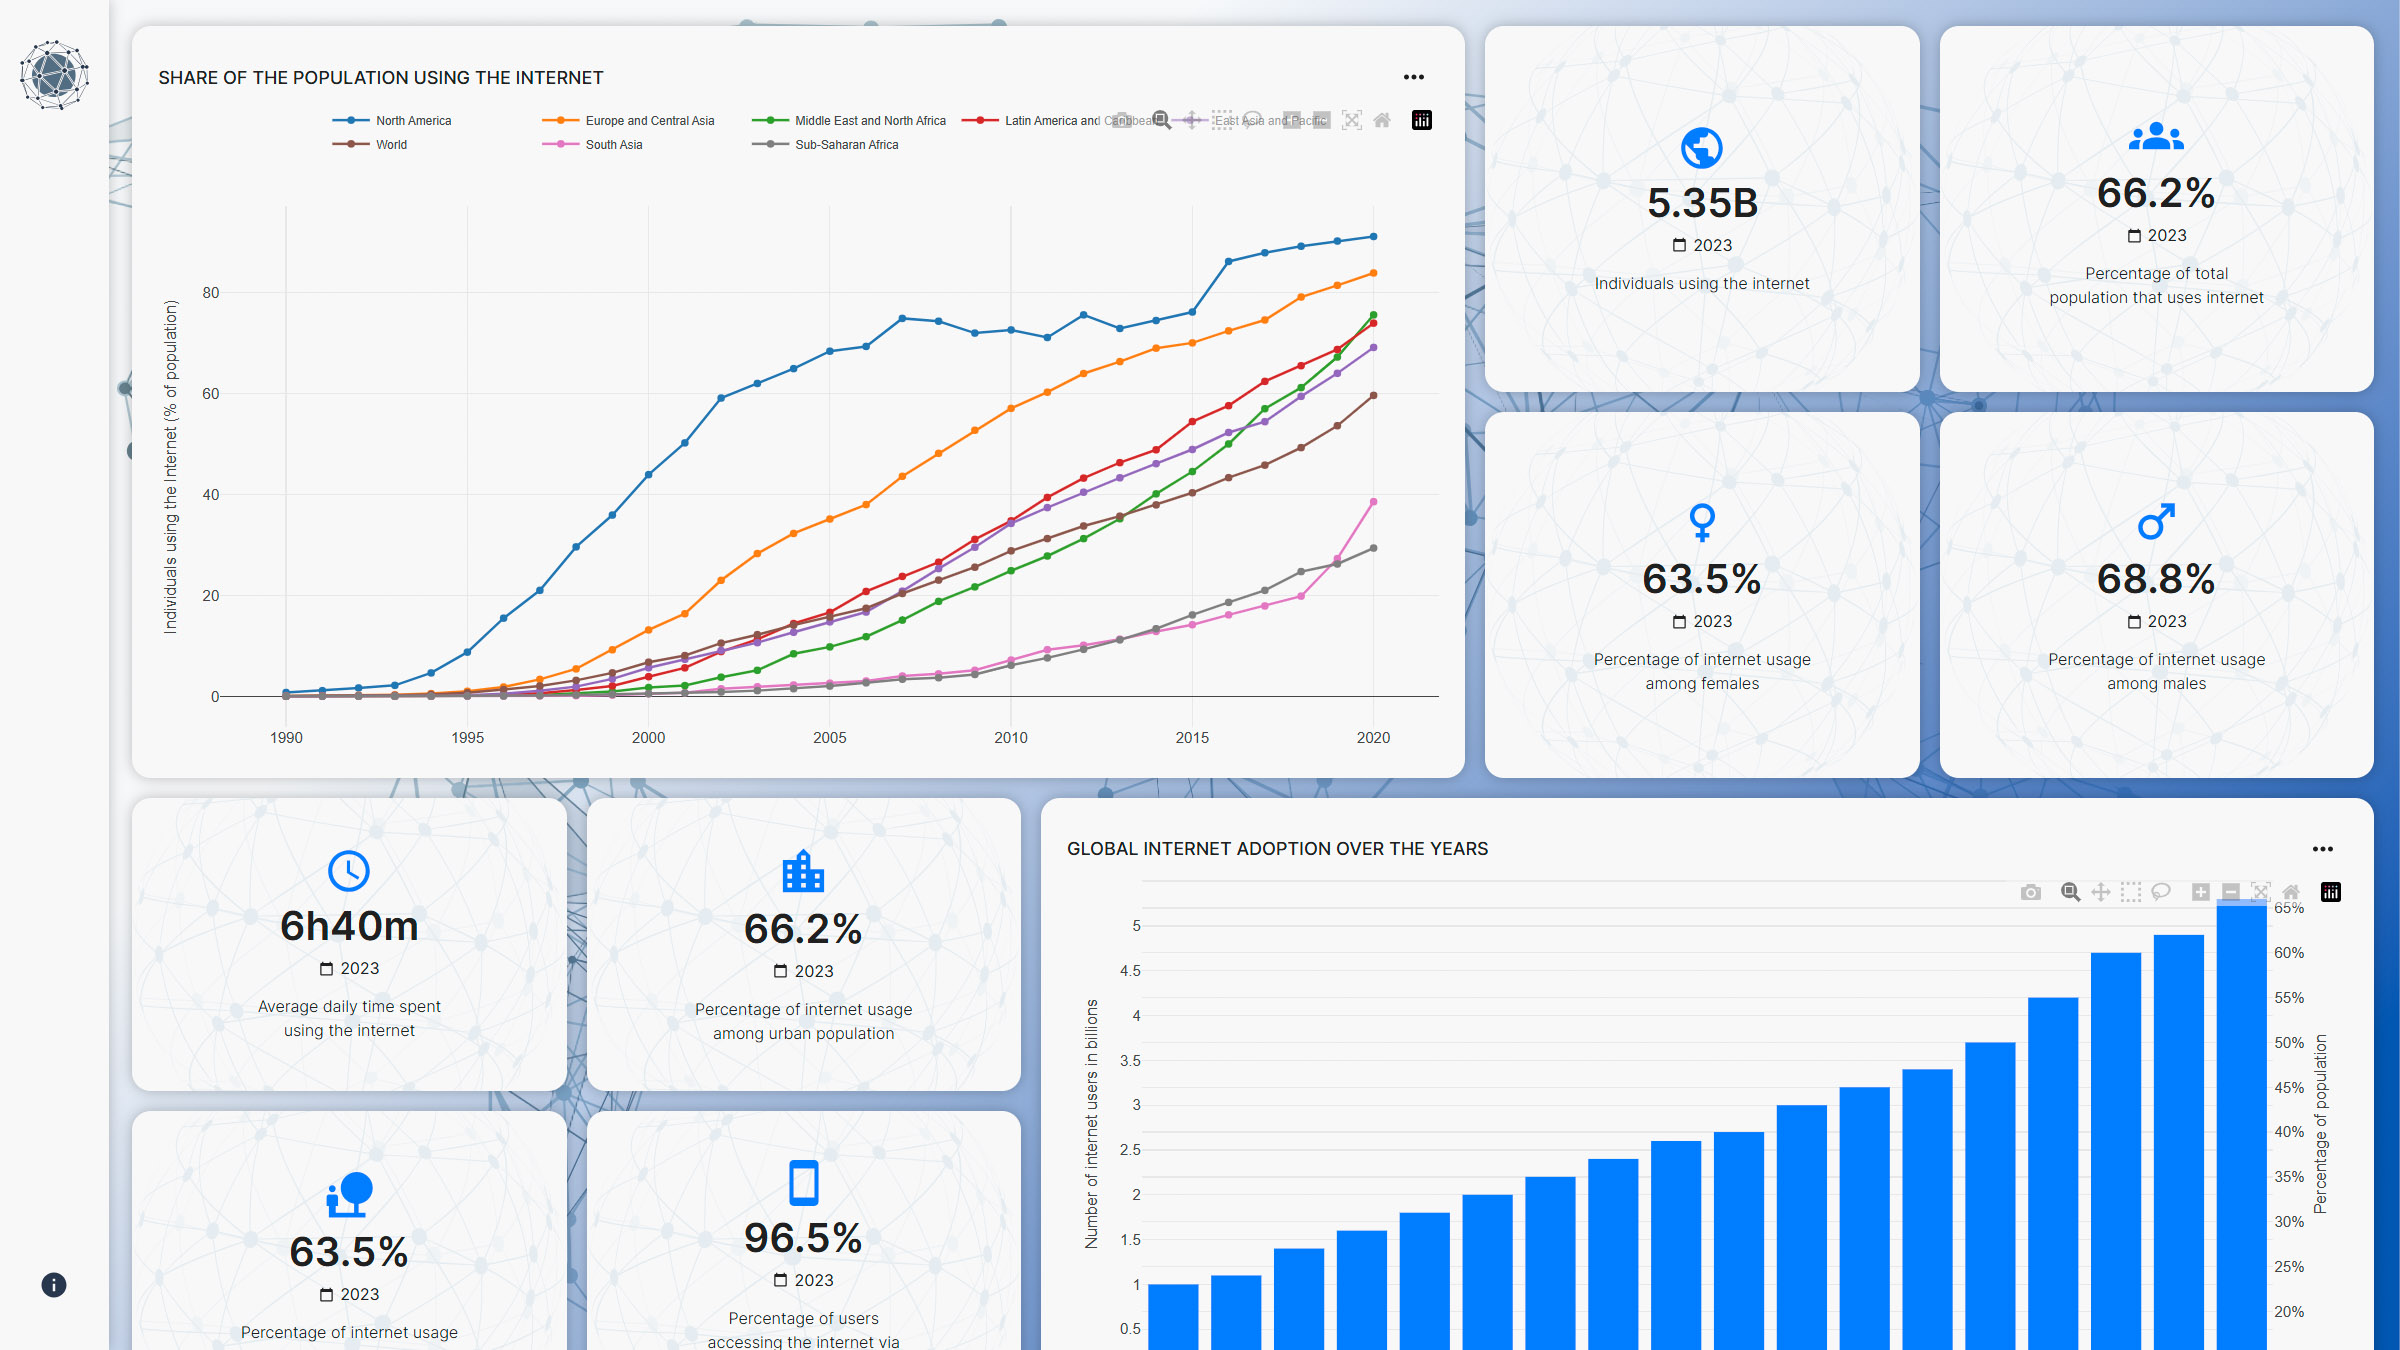 SHARE OF THE POPULATION USING THE INTERNET
North America
Europe and Central Asia
Middle East and North Africa
Latin America and Caribbean
East Asia and Pacific
World
South Asia
Sub-Saharan Africa
Individuals using the Internet (% of population)
80
60
40
20
0
1990
1995
2000
2005
2010
2015
2020
5.35B
2023
Individuals using the internet
66.2%
2023
Percentage of total
population that uses internet
63.5%
2023
Percentage of internet usage
among females
68.8%
2023
Percentage of internet usage
among males
6h40m
2023
Average daily time spent
using the internet
66.2%
2023
Percentage of internet usage
among urban population
63.5%
2023
Percentage of internet usage
96.5%
2023
Percentage of users
accessing the internet via
GLOBAL INTERNET ADOPTION OVER THE YEARS
Number of internet users in billions
5
4.5
4
3.5
3
2.5
2
1.5
1
0.5
65%
60%
55%
50%
45%
40%
35%
30%
25%
20%
Percentage of population